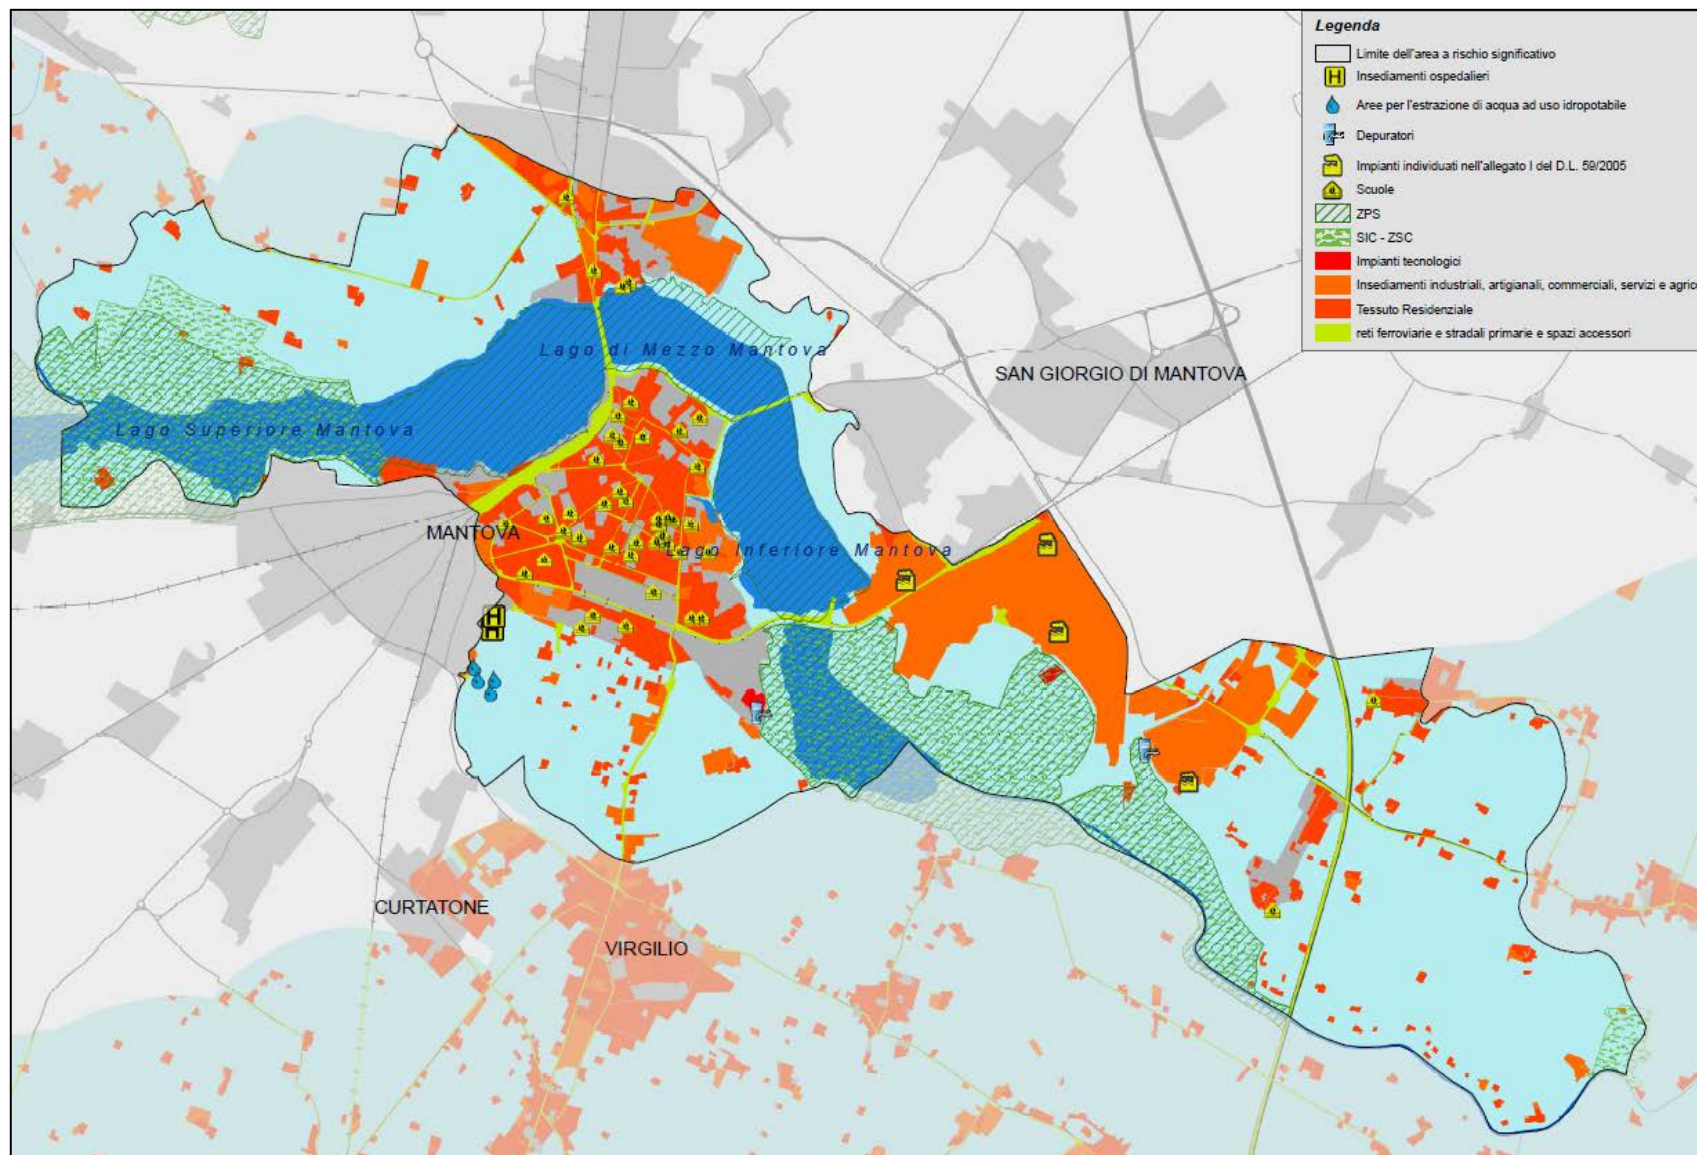 Legenda
Limite dell'area a rischio significativo
H Insediamenti ospedalieri
Aree per l'estrazione di acqua ad uso idropotabile
Depuratori
Impianti individuati nell'allegato I del D.L. 59/2005
Scuole
ZPS
SIC - ZSC
Impianti tecnologici
Insediamenti industriali, artigianali, commerciali, servizi e agrico
Tessuto Residenziale
reti ferroviarie e stradali primarie e spazi accessori
Lago di Mezzo Mantova
SAN GIORGIO DI MANTOVA
Lago Superiore Mantova
MANTOVA
Lago Inferiore Mantova
H
H
CURTATONE
VIRGILIO